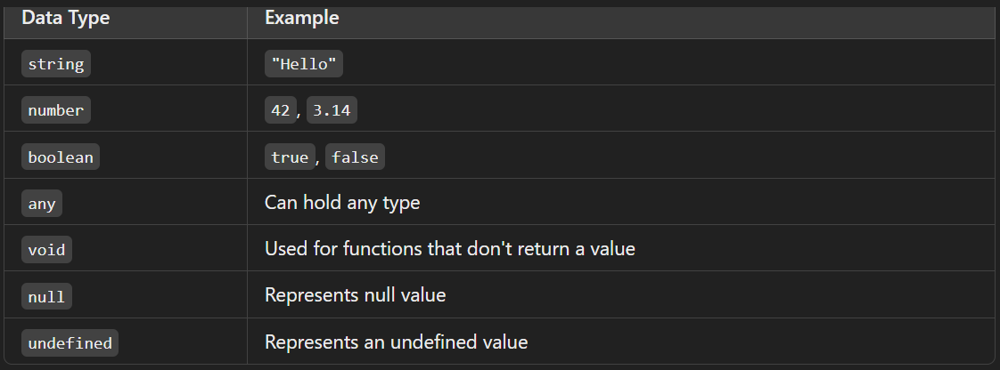 Data Type Example
string "Hello"
number 42, 3.14
boolean true, false
any Can hold any type
void Used for functions that don't return a value
null Represents null value
undefined Represents an undefined value